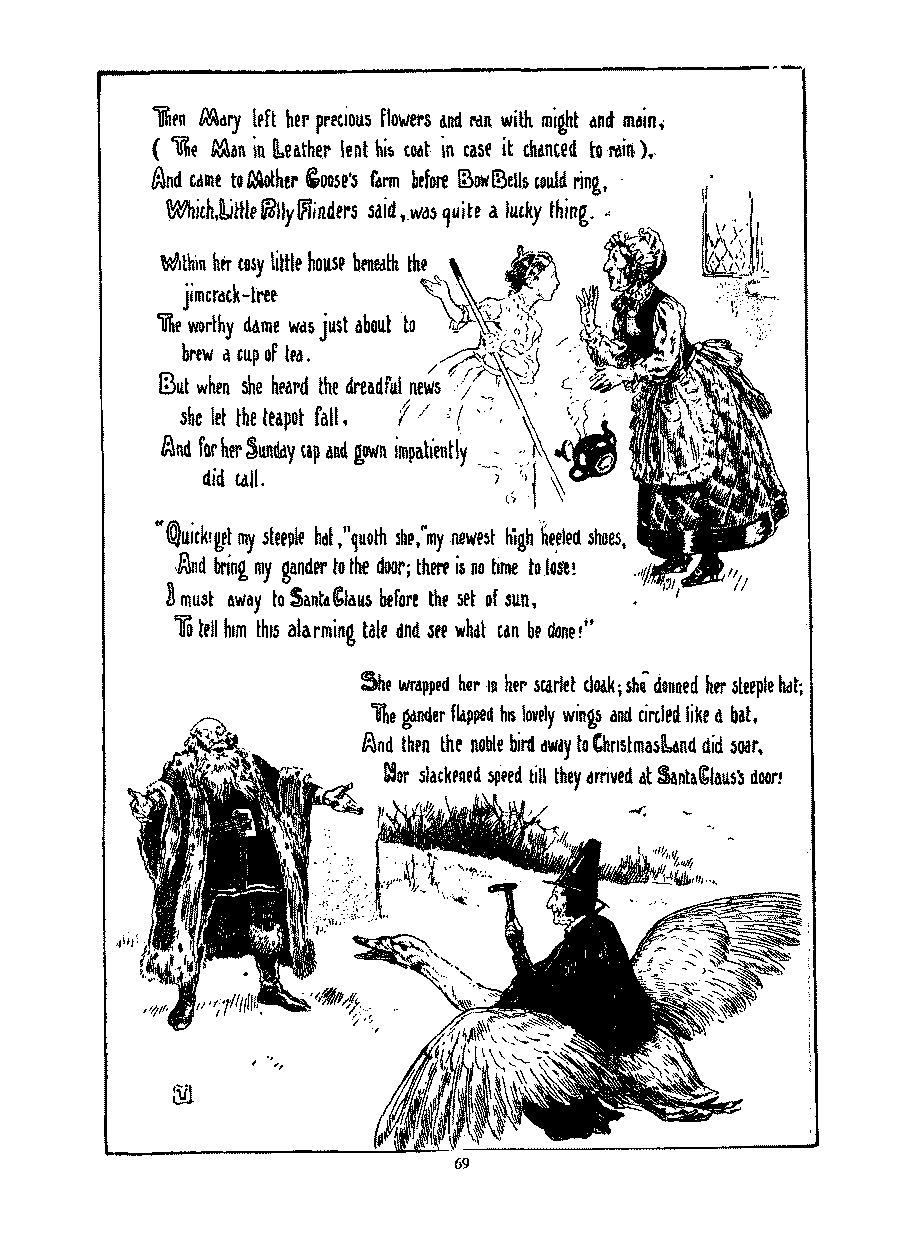 Then Mary left her precious flowers and ran with might and main,
( The Man in Leather lent his coat in case it chanced to rain ),
And came to Mother Goose's farm before Bow Bells could ring,
Which, Little Polly Flinders said, was quite a lucky thing.
Within her cosy little house beneath the
jimcrack-tree
The worthy dame was just about to
brew a cup of tea.
But when she heard the dreadful news
she let the teapot fall,
And for her Sunday cap and gown impatiently
did call.
"Quick! get my steeple hat," quoth she, "my newest high heeled shoes,
And bring my gander to the door; there is no time to lose!
I must away to Santa Claus before the set of sun,
To tell him this alarming tale and see what can be done!"
She wrapped her in her scarlet cloak; she donned her steeple hat;
The gander flapped his lovely wings and circled like a bat,
And then the noble bird away to Christmas Land did soar,
Nor slackened speed till they arrived at Santa Claus's door!
69